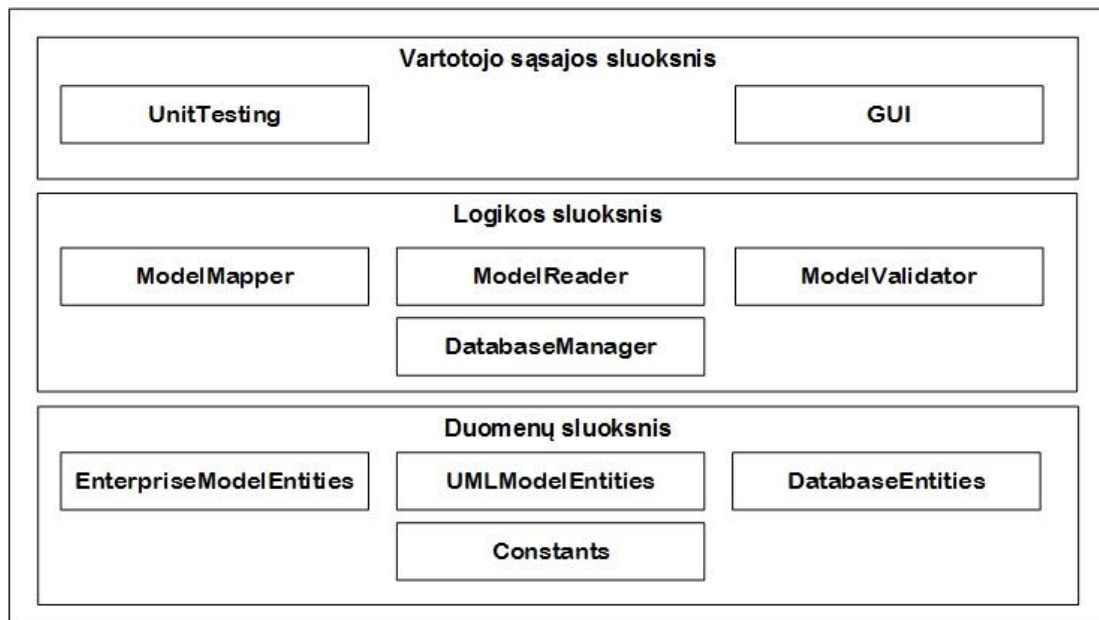 Vartotojo sąsajos sluoksnis
UnitTesting
GUI
Logikos sluoksnis
ModelMapper
ModelReader
ModelValidator
DatabaseManager
Duomenų sluoksnis
EnterpriseModelEntities
UMLModelEntities
DatabaseEntities
Constants